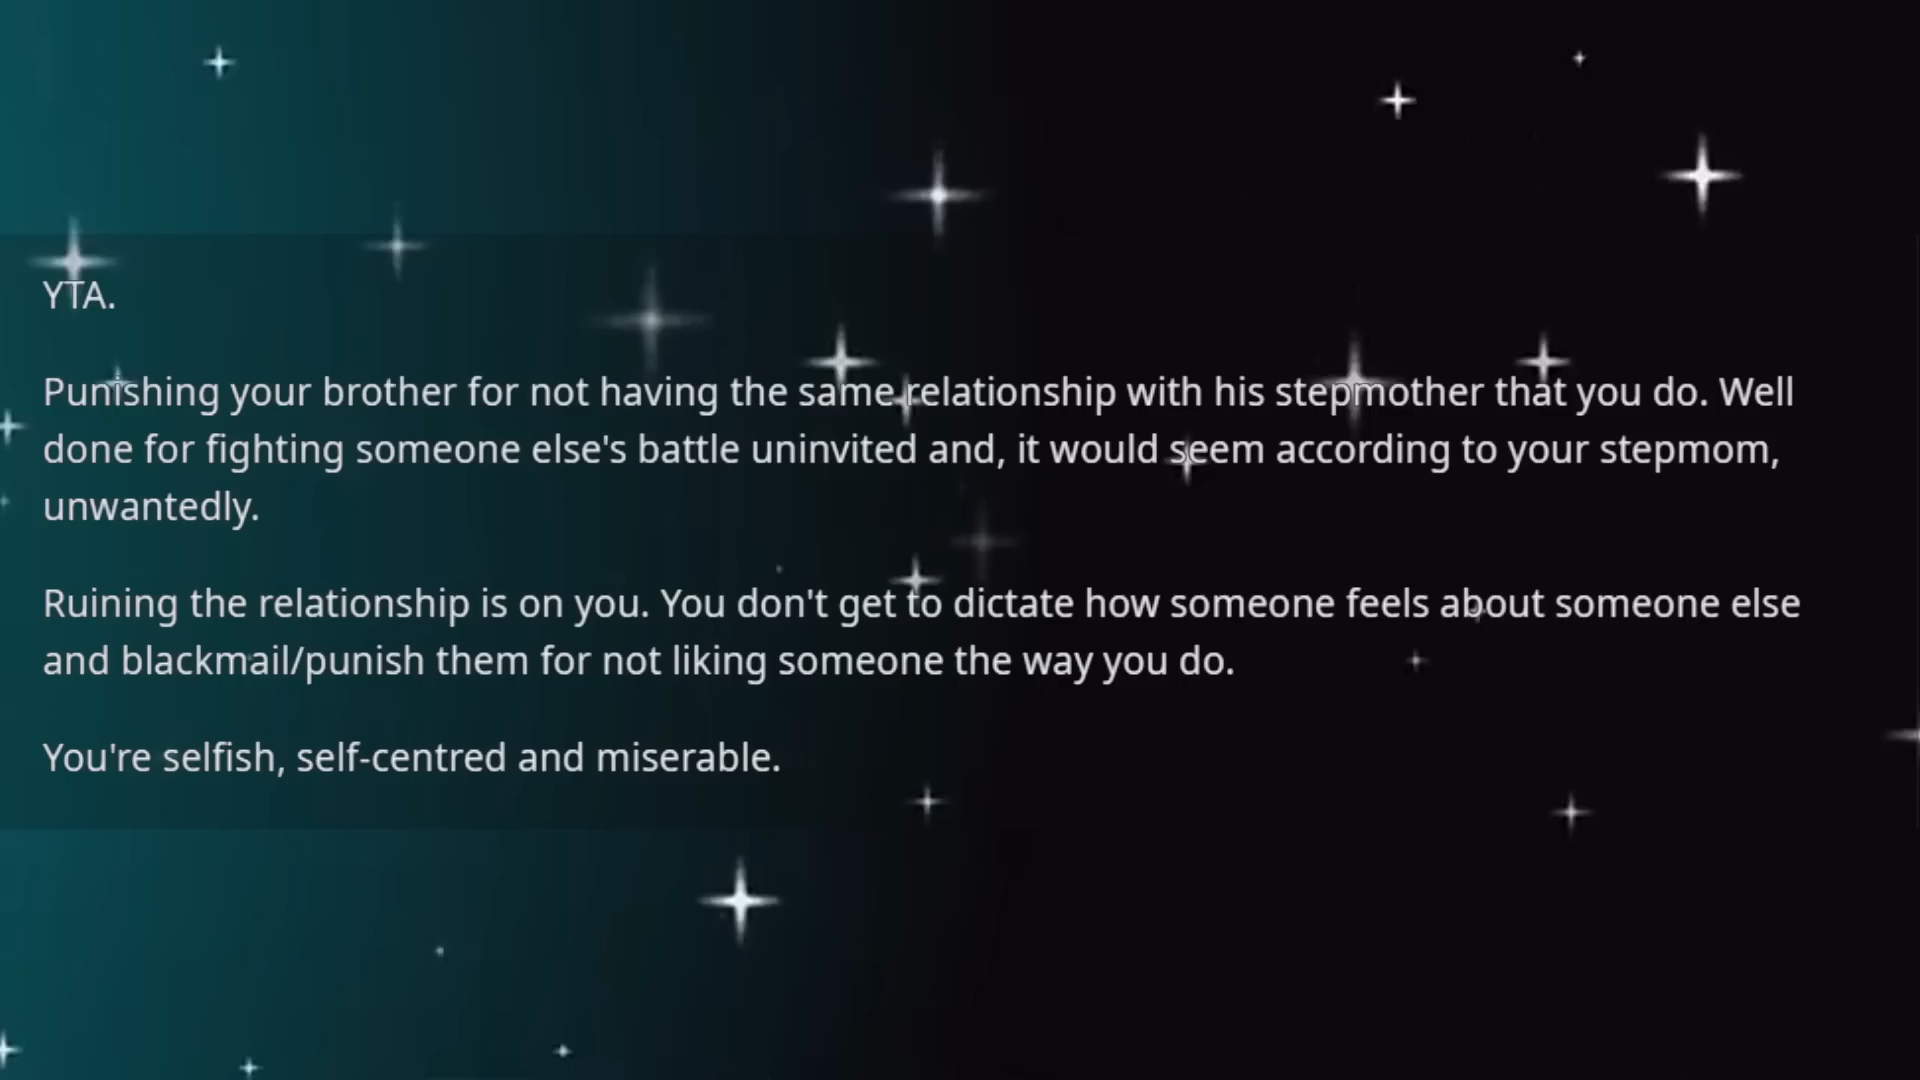 YTA.
Punishing your brother for not having the same relationship with his stepmother that you do. Well
done for fighting someone else's battle uninvited and, it would seem according to your stepmom,
unwantedly.
Ruining the relationship is on you. You don't get to dictate how someone feels about someone else
and blackmail/punish them for not liking someone the way you do.
You're selfish, self-centred and miserable.